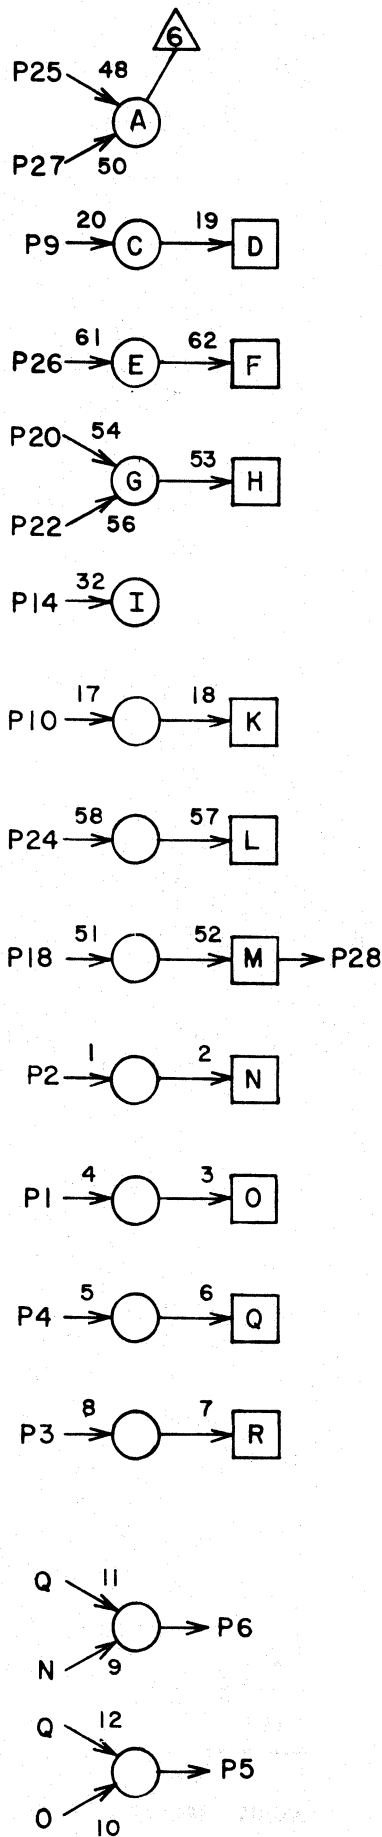 6
P25 48
A
P27 50
20 19
P9 C D
61 62
P26 E F
P20 54
G 53 H
P22 56
32
P14 I
17 18
P10 K
58 57
P24 L
51 52
P18 M P28
1 2
P2 N
4 3
P1 O
5 6
P4 Q
8 7
P3 R
Q 11
P6
N 9
Q 12
P5
O 10